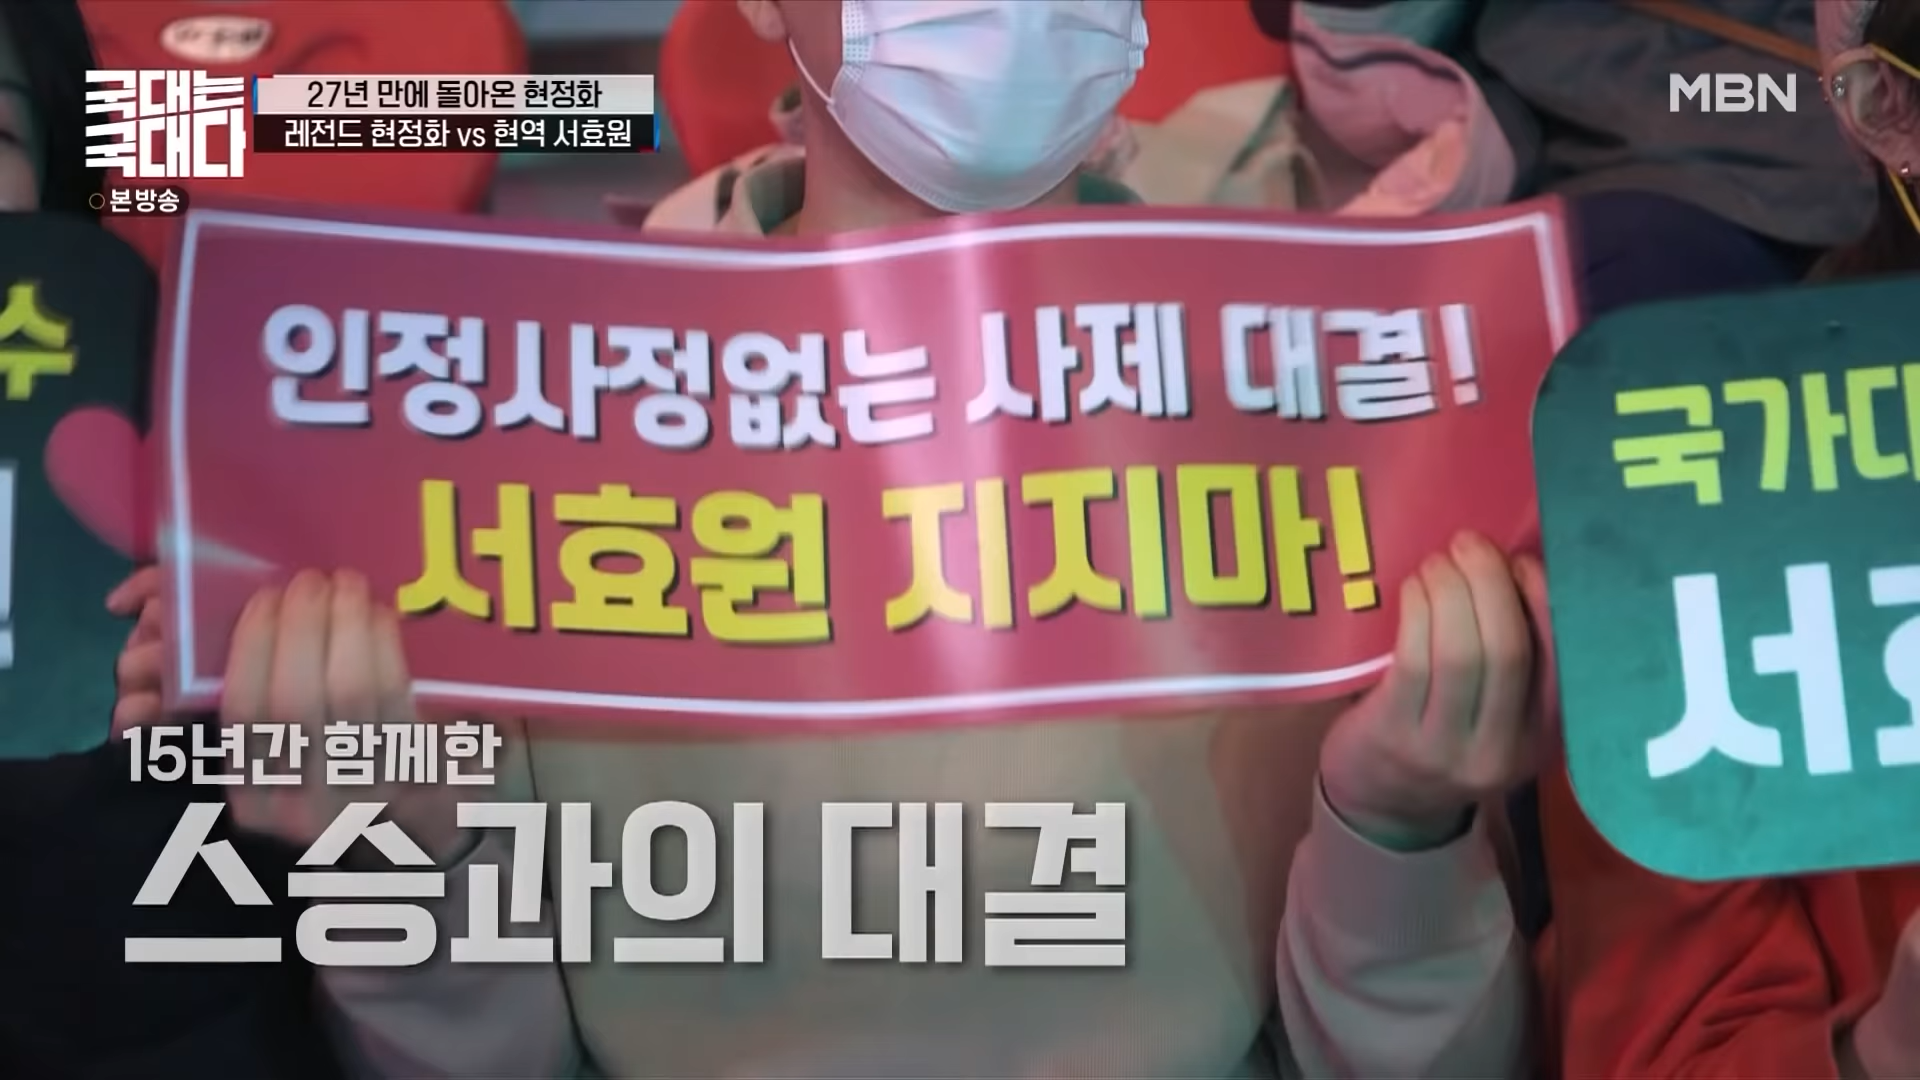 국대는
국대다
27년 만에 돌아온 현정화
레전드 현정화 vs 현역 서효원
본방송
MBN
수
인정사정없는 사제 대결!
서효원 지지마!
국가대
서효
15년간 함께한
스승과의 대결